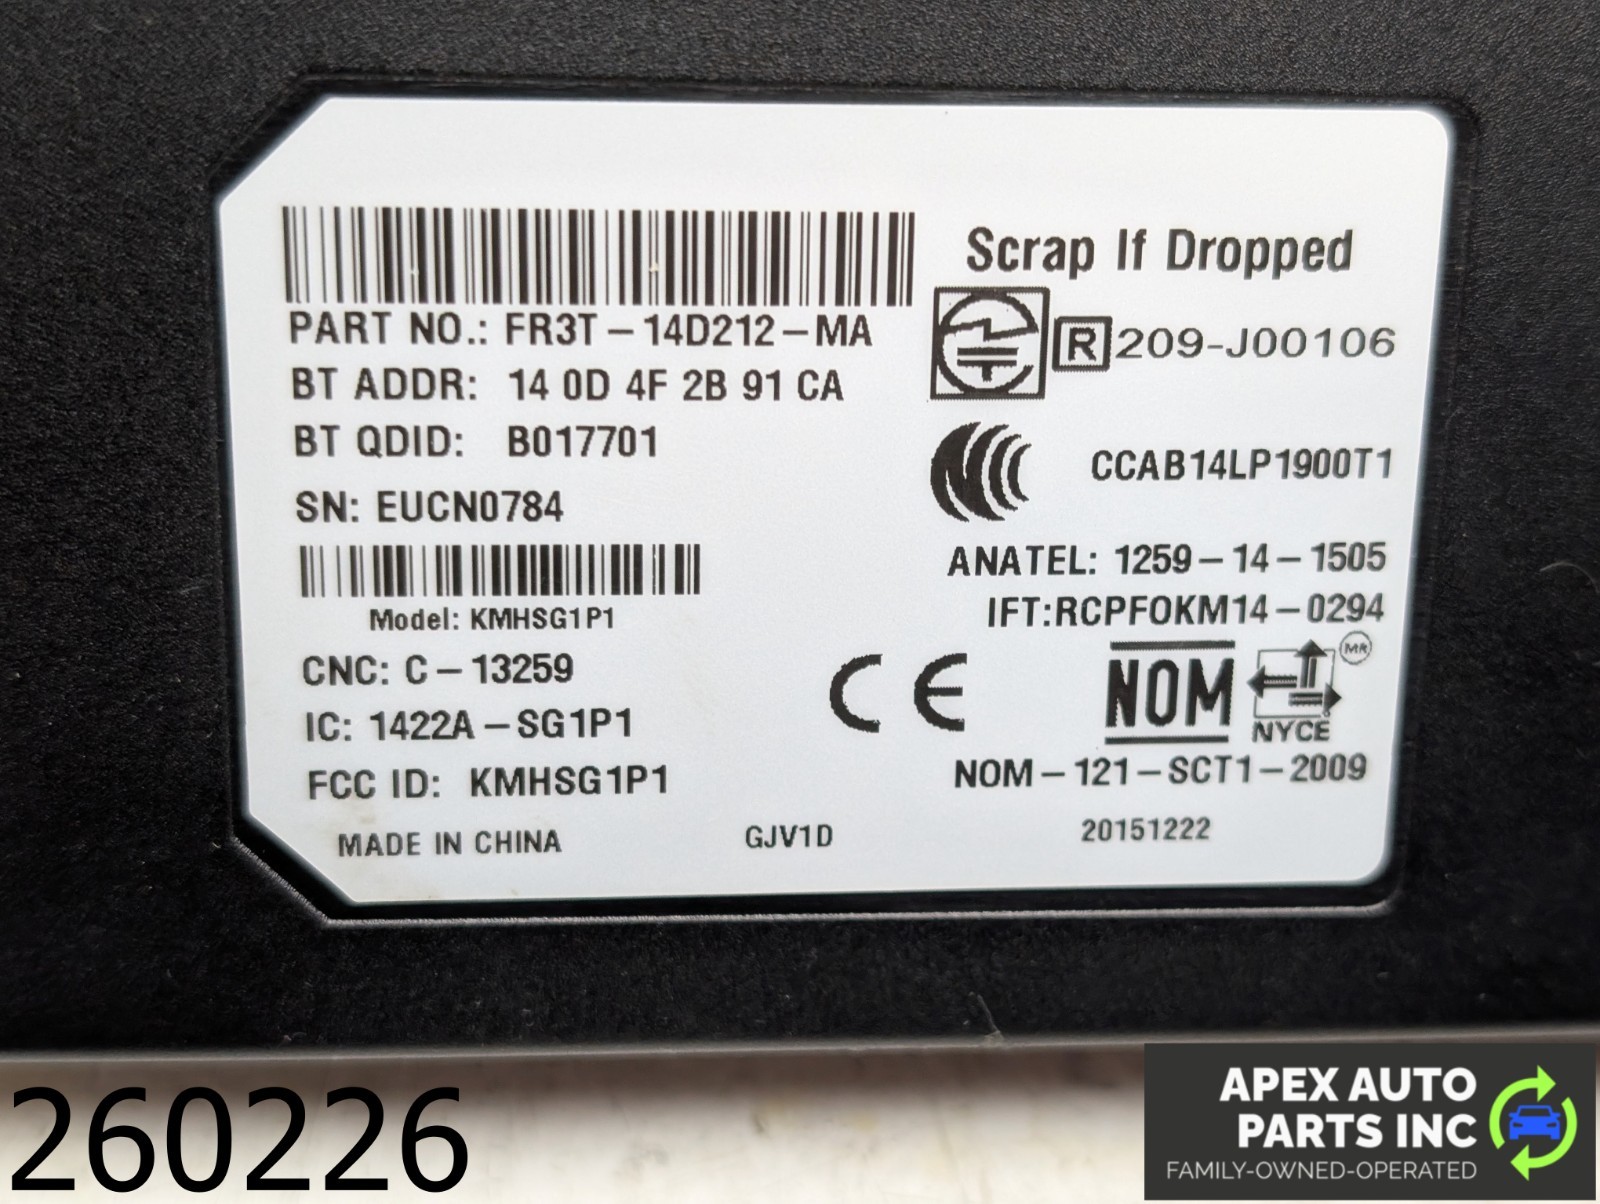 Scrap If Dropped
PART NO.: FR3T-14D212-MA
R 209-J00106
BT ADDR: 14 0D 4F 2B 91 CA
BT QDID: B017701
CCAB14LP1900T1
SN: EUCN0784
ANATEL: 1259-14-1505
Model: KMHSG1P1
IFT:RCPFOKM14-0294
CNC: C-13259
CE
NOM
MR
NYCE
IC: 1422A-SG1P1
FCC ID: KMHSG1P1
NOM-121-SCT1-2009
MADE IN CHINA
GJV1D
20151222
260226
APEX AUTO
PARTS INC
FAMILY-OWNED-OPERATED